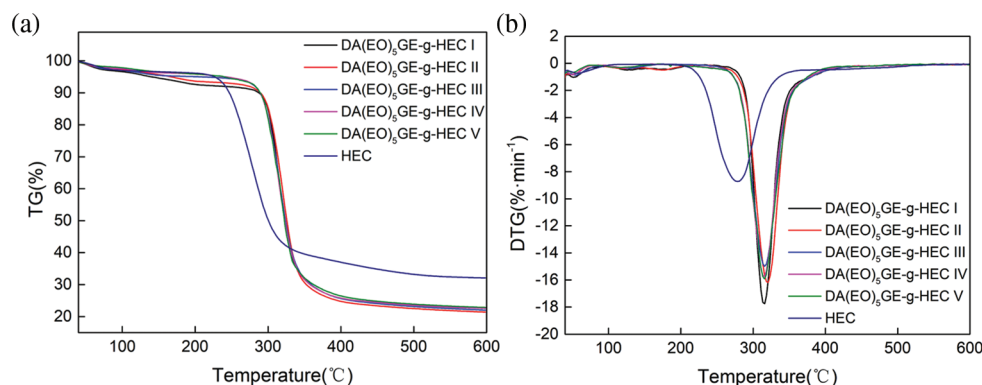 (a)
TG(%)
100
90
80
70
60
50
40
30
20
DA(EO)₅GE-g-HEC I
DA(EO)₅GE-g-HEC II
DA(EO)₅GE-g-HEC III
DA(EO)₅GE-g-HEC IV
DA(EO)₅GE-g-HEC V
HEC
100 200 300 400 500 600
Temperature(℃)
(b)
DTG(%·min⁻¹)
2
0
-2
-4
-6
-8
-10
-12
-14
-16
-18
-20
DA(EO)₅GE-g-HEC I
DA(EO)₅GE-g-HEC II
DA(EO)₅GE-g-HEC III
DA(EO)₅GE-g-HEC IV
DA(EO)₅GE-g-HEC V
HEC
100 200 300 400 500 600
Temperature(℃)